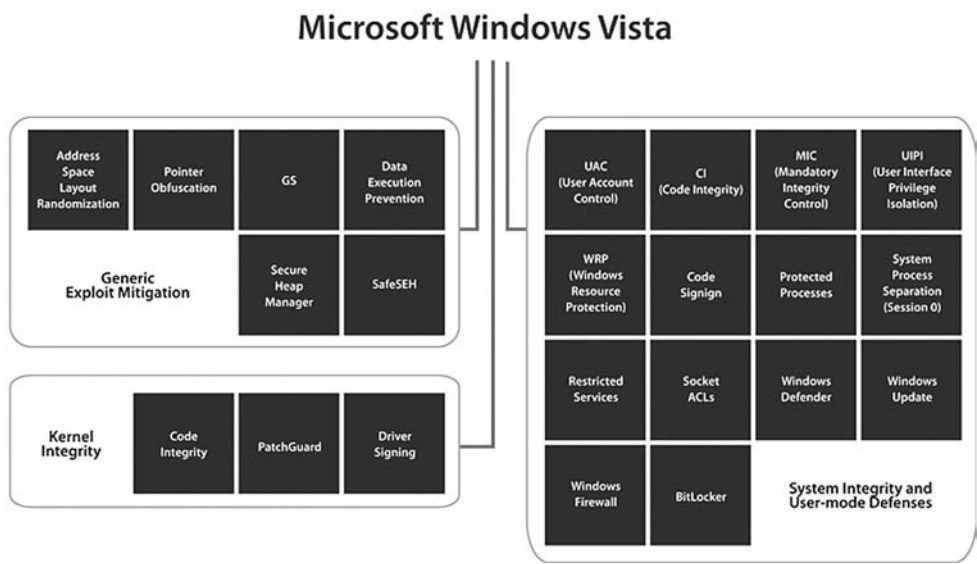 Microsoft Windows Vista
Address
Space
Layout
Randomization
Pointer
Obfuscation
GS
Data
Execution
Prevention
Generic
Exploit Mitigation
Secure
Heap
Manager
SafeSEH
Kernel
Integrity
Code
Integrity
PatchGuard
Driver
Signing
UAC
(User Account
Control)
CI
(Code Integrity)
MIC
(Mandatory
Integrity
Control)
UIPI
(User Interface
Privilege
Isolation)
WRP
(Windows
Resource
Protection)
Code
Signign
Protected
Processes
System
Process
Separation
(Session 0)
Restricted
Services
Socket
ACLs
Windows
Defender
Windows
Update
Windows
Firewall
BitLocker
System Integrity and
User-mode Defenses